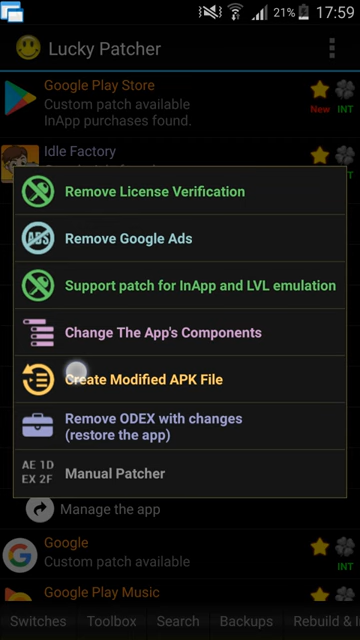 21% 17:59
Lucky Patcher
Google Play Store
Custom patch available
InApp purchases found.
New INT
Idle Factory
ADS
Remove License Verification
Remove Google Ads
Support patch for InApp and LVL emulation
Change The App's Components
Create Modified APK File
Remove ODEX with changes
(restore the app)
AE 1D
EX 2F
Manual Patcher
Manage the app
Google
Custom patch available
INT
Google Play Music
Switches Toolbox Search Backups Rebuild &